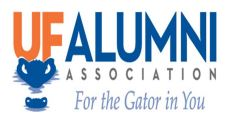 UF ALUMNI
ASSOCIATION
For the Gator in You